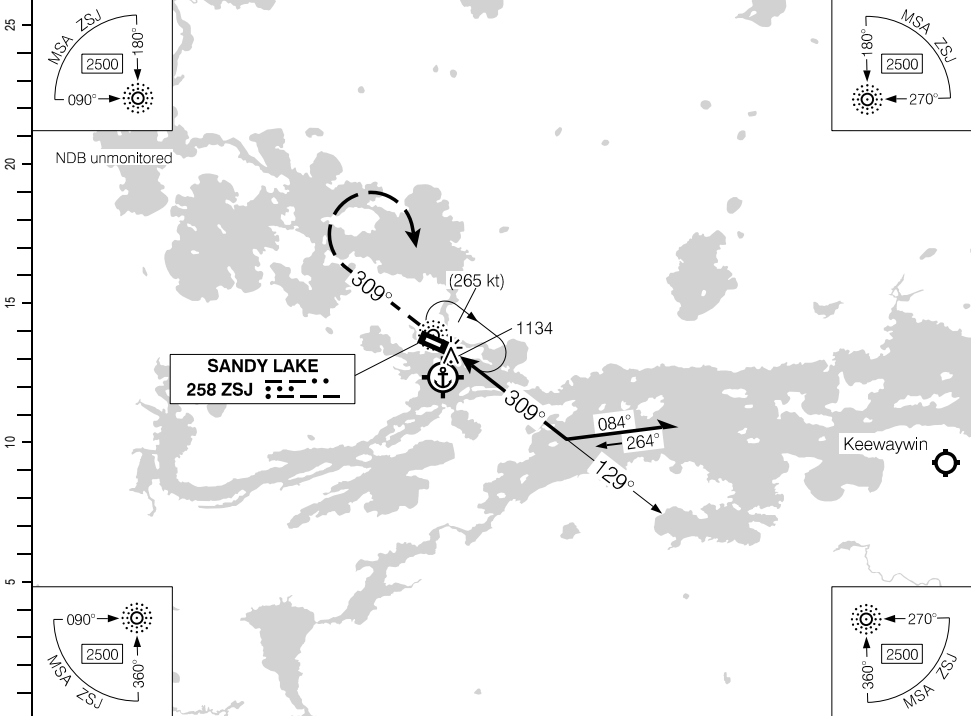 25
20
15
10
5
MSA ZSJ
180°
2500
090°
MSA ZSJ
180°
2500
270°
NDB unmonitored
309°
(265 kt)
1134
SANDY LAKE
258 ZSJ
309°
084°
264°
129°
Keewaywin
090°
2500
360°
MSA ZSJ
270°
2500
360°
MSA ZSJ